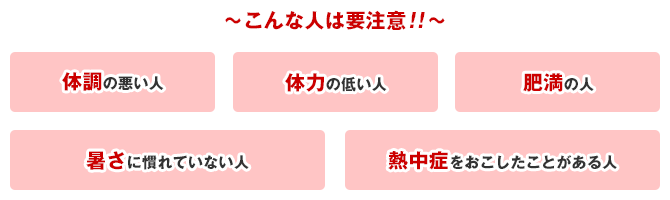 ～こんな人は要注意!!～
体調の悪い人
体力の低い人
肥満の人
暑さに慣れていない人
熱中症をおこしたことがある人